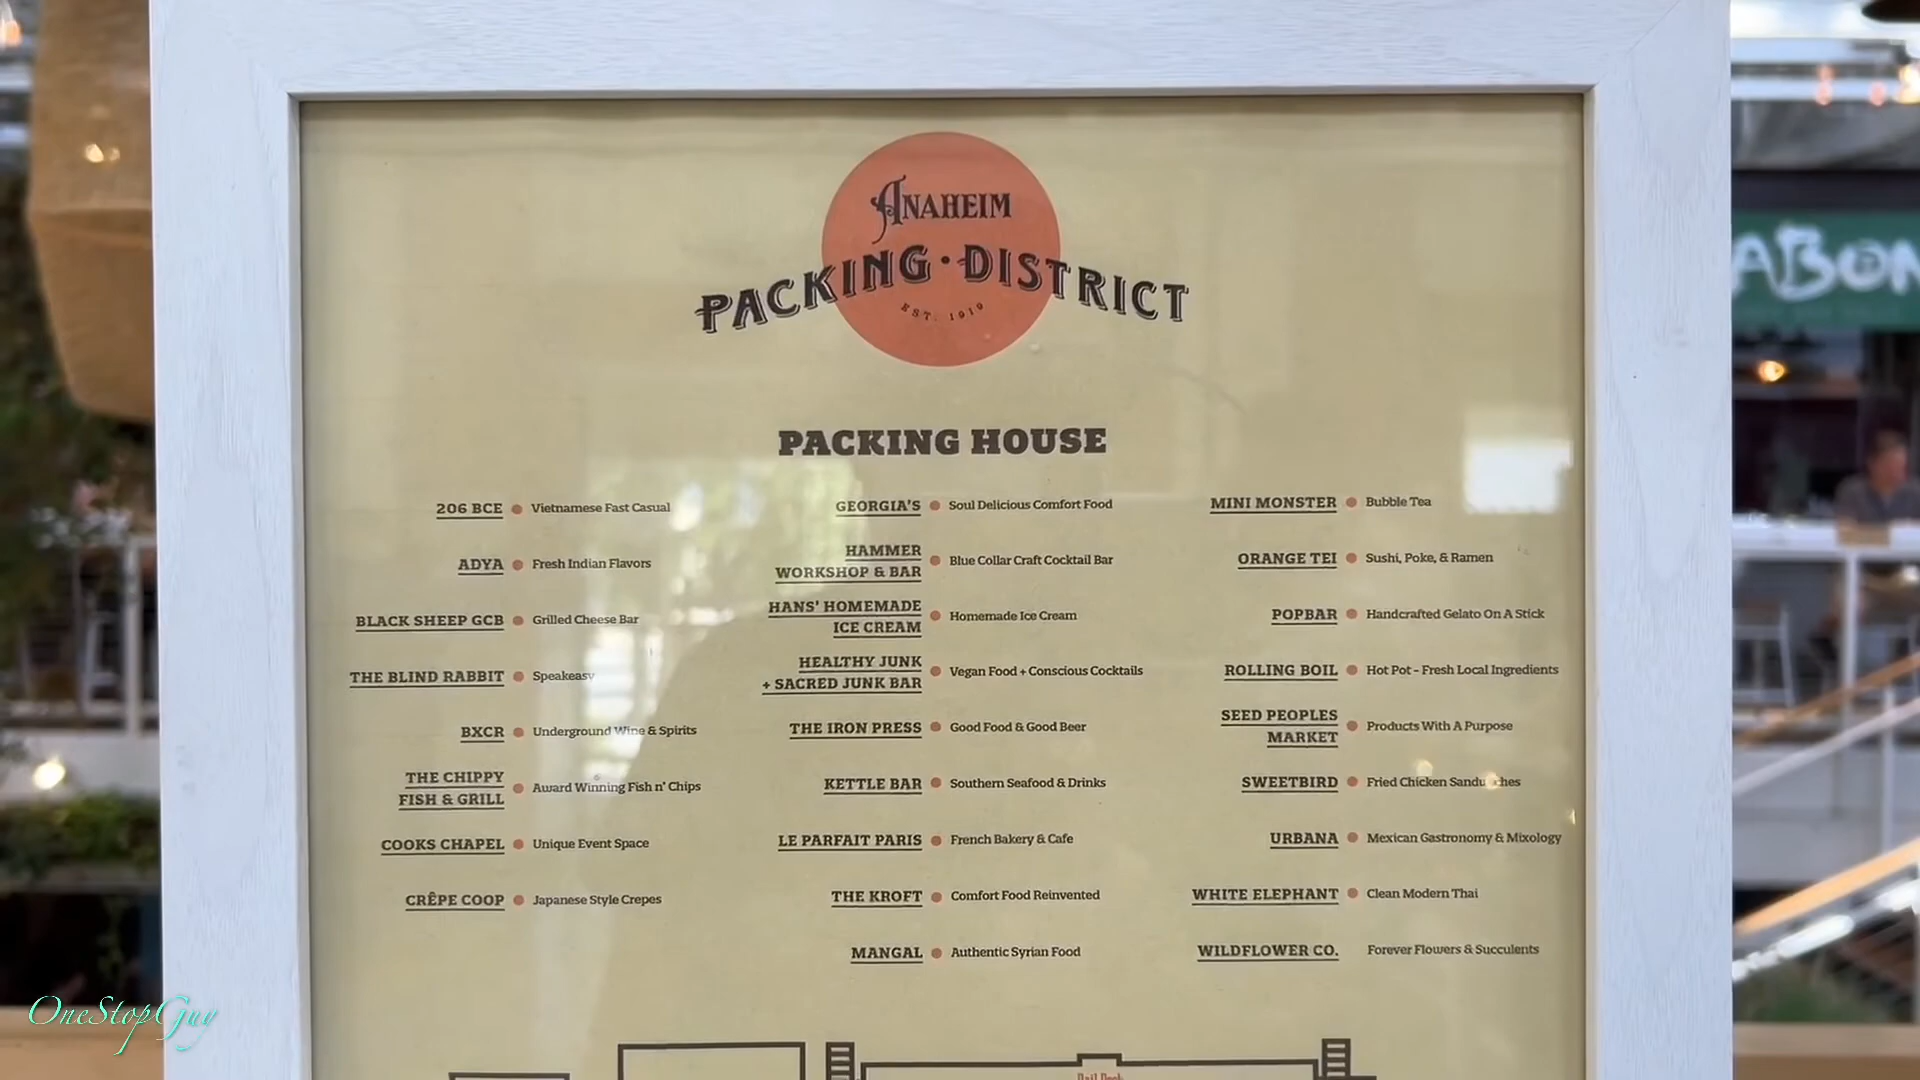 ANAHEIM
PACKING · DISTRICT
EST. 1919
PACKING HOUSE
206 BCE • Vietnamese Fast Casual
ADYA • Fresh Indian Flavors
BLACK SHEEP GCB • Grilled Cheese Bar
THE BLIND RABBIT • Speakeasy
BXCR • Underground Wine & Spirits
THE CHIPPY
FISH & GRILL • Award Winning Fish n' Chips
COOKS CHAPEL • Unique Event Space
CRÊPE COOP • Japanese Style Crepes
GEORGIA'S • Soul Delicious Comfort Food
HAMMER
WORKSHOP & BAR • Blue Collar Craft Cocktail Bar
HANS' HOMEMADE
ICE CREAM • Homemade Ice Cream
HEALTHY JUNK
+ SACRED JUNK BAR • Vegan Food + Conscious Cocktails
THE IRON PRESS • Good Food & Good Beer
KETTLE BAR • Southern Seafood & Drinks
LE PARFAIT PARIS • French Bakery & Cafe
THE KROFT • Comfort Food Reinvented
MANGAL • Authentic Syrian Food
MINI MONSTER • Bubble Tea
ORANGE TEI • Sushi, Poke, & Ramen
POPBAR • Handcrafted Gelato On A Stick
ROLLING BOIL • Hot Pot - Fresh Local Ingredients
SEED PEOPLES
MARKET • Products With A Purpose
SWEETBIRD • Fried Chicken Sandwiches
URBANA • Mexican Gastronomy & Mixology
WHITE ELEPHANT • Clean Modern Thai
WILDFLOWER CO. Forever Flowers & Succulents
ABON
OneStopGuy